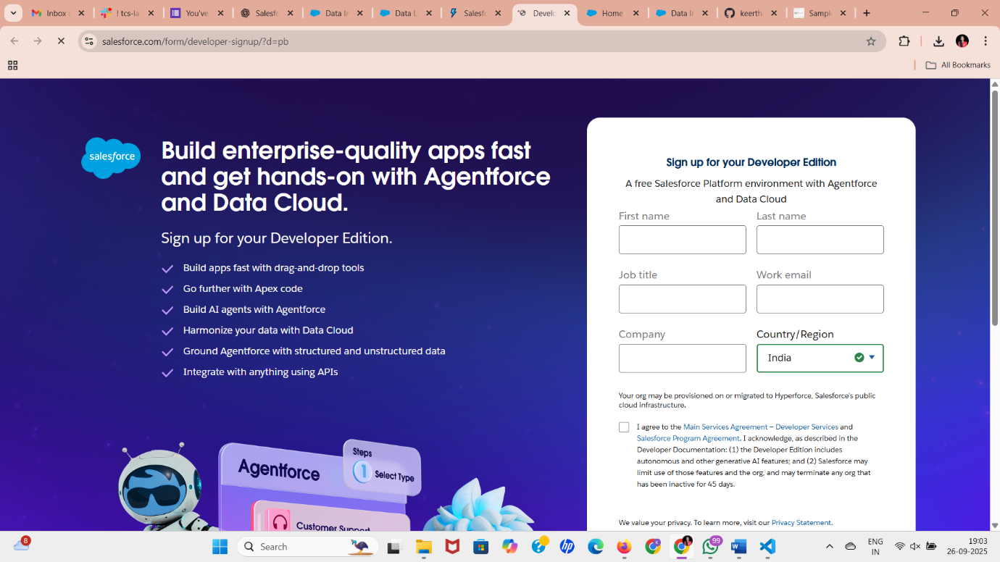 Inbox (
! tcs-la
You've
Salesfo
Data In
Data L
Salesf
Develo
Home
Data In
keerth
Sample
salesforce.com/form/developer-signup/?d=pb
All Bookmarks
salesforce
Build enterprise-quality apps fast
and get hands-on with Agentforce
and Data Cloud.
Sign up for your Developer Edition.
Build apps fast with drag-and-drop tools
Go further with Apex code
Build AI agents with Agentforce
Harmonize your data with Data Cloud
Ground Agentforce with structured and unstructured data
Integrate with anything using APIs
Agentforce
Steps
1 Select Type
Customer Support
Sign up for your Developer Edition
A free Salesforce Platform environment with Agentforce
and Data Cloud
First name Last name
Job title Work email
Company Country/Region
India
Your org may be provisioned on or migrated to Hyperforce, Salesforce's public
cloud infrastructure.
I agree to the Main Services Agreement – Developer Services and
Salesforce Program Agreement. I acknowledge, as described in the
Developer Documentation: (1) the Developer Edition includes
autonomous and other generative AI features; and (2) Salesforce may
limit use of those features and the org, and may terminate any org that
has been inactive for 45 days.
We value your privacy. To learn more, visit our Privacy Statement.
8
Search
99
ENG
IN
19:03
26-09-2025